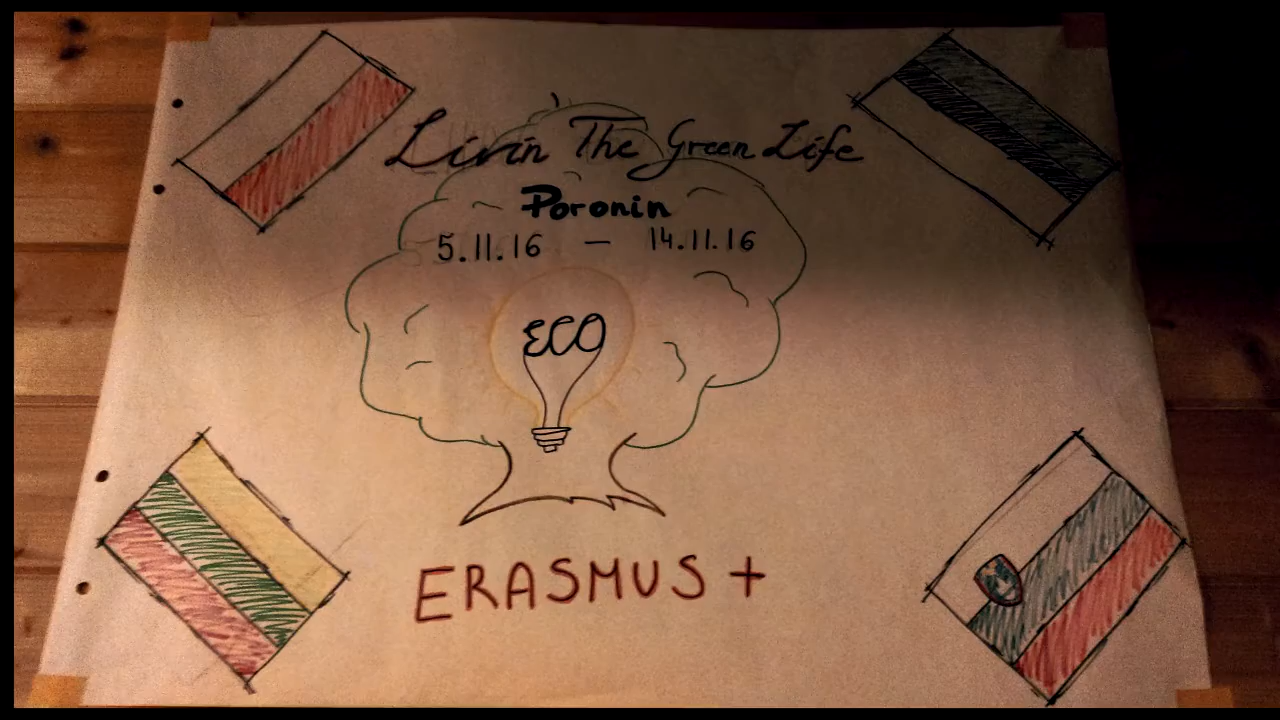 Livin The Green Life
Poronin
5.11.16 — 14.11.16
ECO
ERASMUS +